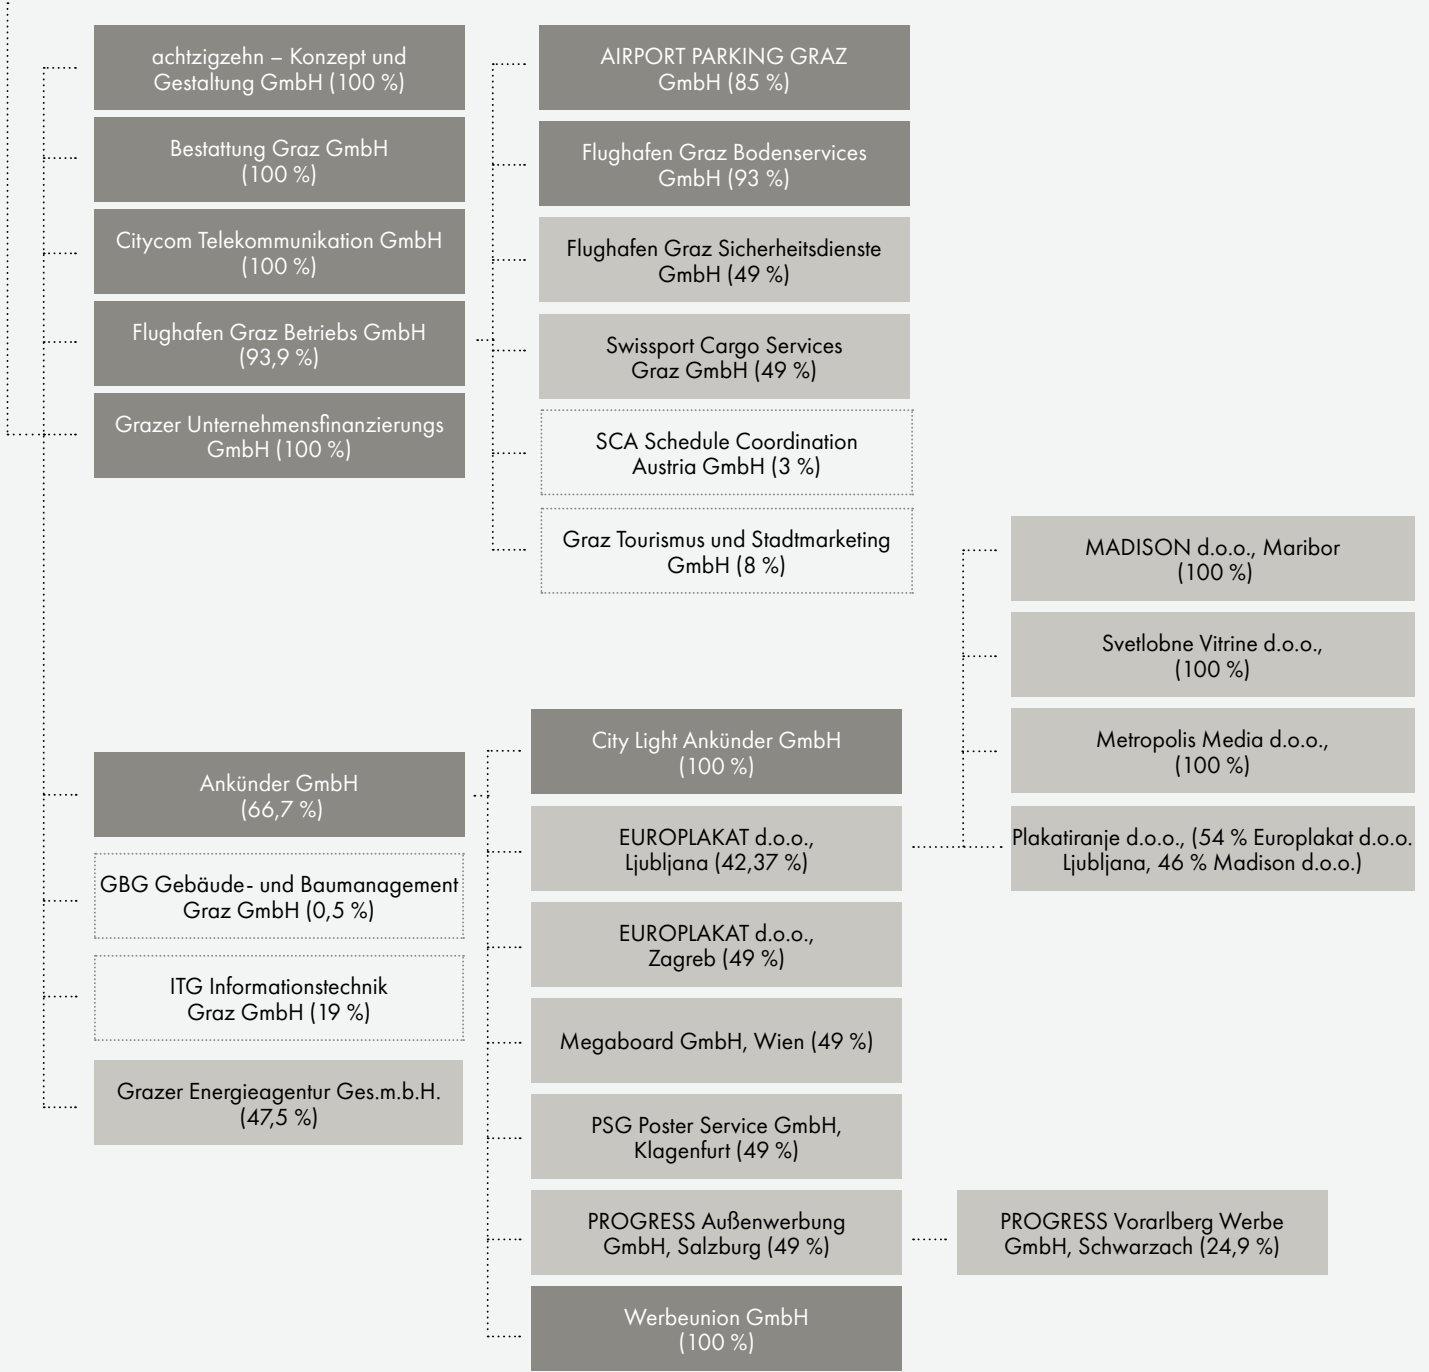 achtzigzehn – Konzept und
Gestaltung GmbH (100 %)
Bestattung Graz GmbH
(100 %)
Citycom Telekommunikation GmbH
(100 %)
Flughafen Graz Betriebs GmbH
(93,9 %)
Grazer Unternehmensfinanzierungs
GmbH (100 %)
AIRPORT PARKING GRAZ
GmbH (85 %)
Flughafen Graz Bodenservices
GmbH (93 %)
Flughafen Graz Sicherheitsdienste
GmbH (49 %)
Swissport Cargo Services
Graz GmbH (49 %)
SCA Schedule Coordination
Austria GmbH (3 %)
Graz Tourismus und Stadtmarketing
GmbH (8 %)
Ankünder GmbH
(66,7 %)
GBG Gebäude- und Baumanagement
Graz GmbH (0,5 %)
ITG Informationstechnik
Graz GmbH (19 %)
Grazer Energieagentur Ges.m.b.H.
(47,5 %)
City Light Ankünder GmbH
(100 %)
EUROPLAKAT d.o.o.,
Ljubljana (42,37 %)
EUROPLAKAT d.o.o.,
Zagreb (49 %)
Megaboard GmbH, Wien (49 %)
PSG Poster Service GmbH,
Klagenfurt (49 %)
PROGRESS Außenwerbung
GmbH, Salzburg (49 %)
Werbeunion GmbH
(100 %)
MADISON d.o.o., Maribor
(100 %)
Svetlobne Vitrine d.o.o.,
(100 %)
Metropolis Media d.o.o.,
(100 %)
Plakatiranje d.o.o., (54 % Europlakat d.o.o.
Ljubljana, 46 % Madison d.o.o.)
PROGRESS Vorarlberg Werbe
GmbH, Schwarzach (24,9 %)